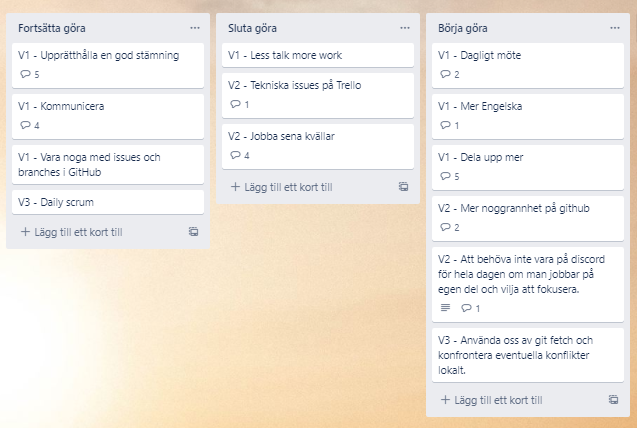 Fortsätta göra
V1 - Upprätthålla en god stämning
5
V1 - Kommunicera
4
V1 - Vara noga med issues och
branches i GitHub
V3 - Daily scrum
+ Lägg till ett kort till
Sluta göra
V1 - Less talk more work
V2 - Tekniska issues på Trello
1
V2 - Jobba sena kvällar
4
+ Lägg till ett kort till
Börja göra
V1 - Dagligt möte
2
V1 - Mer Engelska
1
V1 - Dela upp mer
5
V2 - Mer noggrannhet på github
2
V2 - Att behöva inte vara på discord
för hela dagen om man jobbar på
egen del och vilja att fokusera.
1
V3 - Använda oss av git fetch och
konfrontera eventuella konflikter
lokalt.
+ Lägg till ett kort till